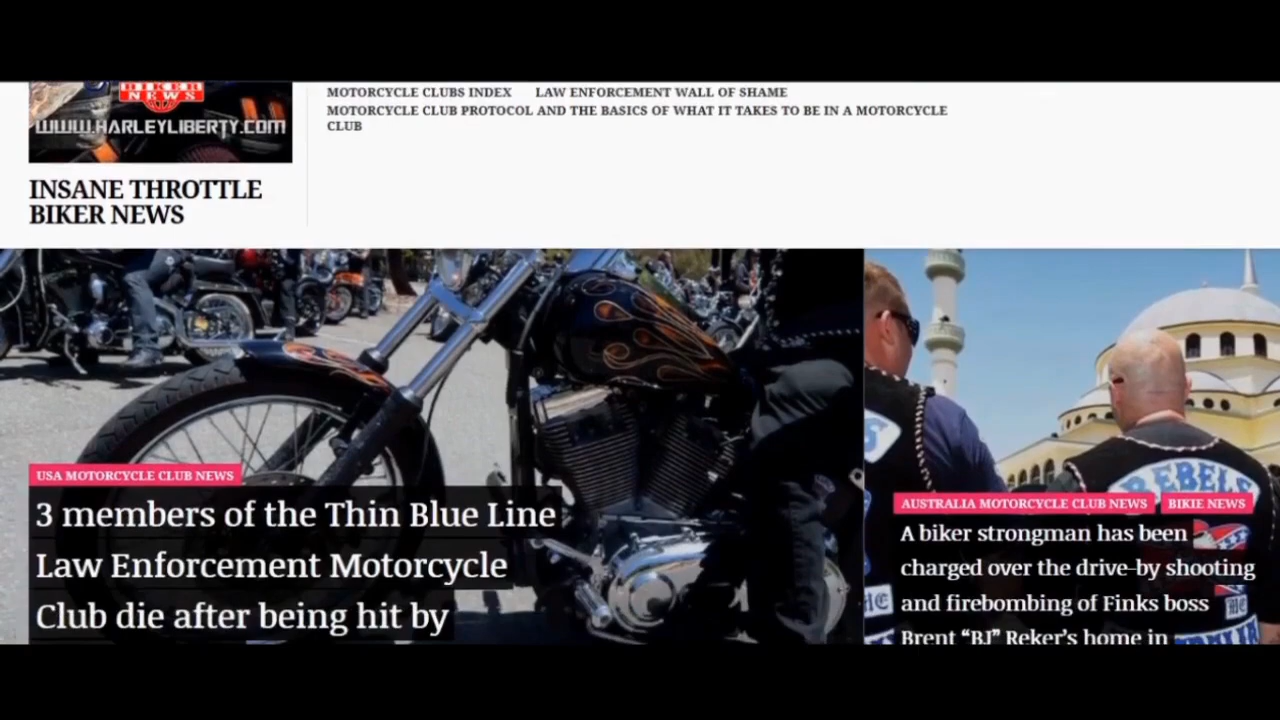 BIKER
NEWS
WWW.HARLEYLIBERTY.COM
MOTORCYCLE CLUBS INDEX LAW ENFORCEMENT WALL OF SHAME
MOTORCYCLE CLUB PROTOCOL AND THE BASICS OF WHAT IT TAKES TO BE IN A MOTORCYCLE
CLUB
INSANE THROTTLE
BIKER NEWS
USA MOTORCYCLE CLUB NEWS
3 members of the Thin Blue Line
Law Enforcement Motorcycle
Club die after being hit by
REBELS
MC
AUSTRALIA MOTORCYCLE CLUB NEWS BIKIE NEWS
A biker strongman has been
charged over the drive-by shooting
and firebombing of Finks boss
Brent “BJ” Reker’s home in